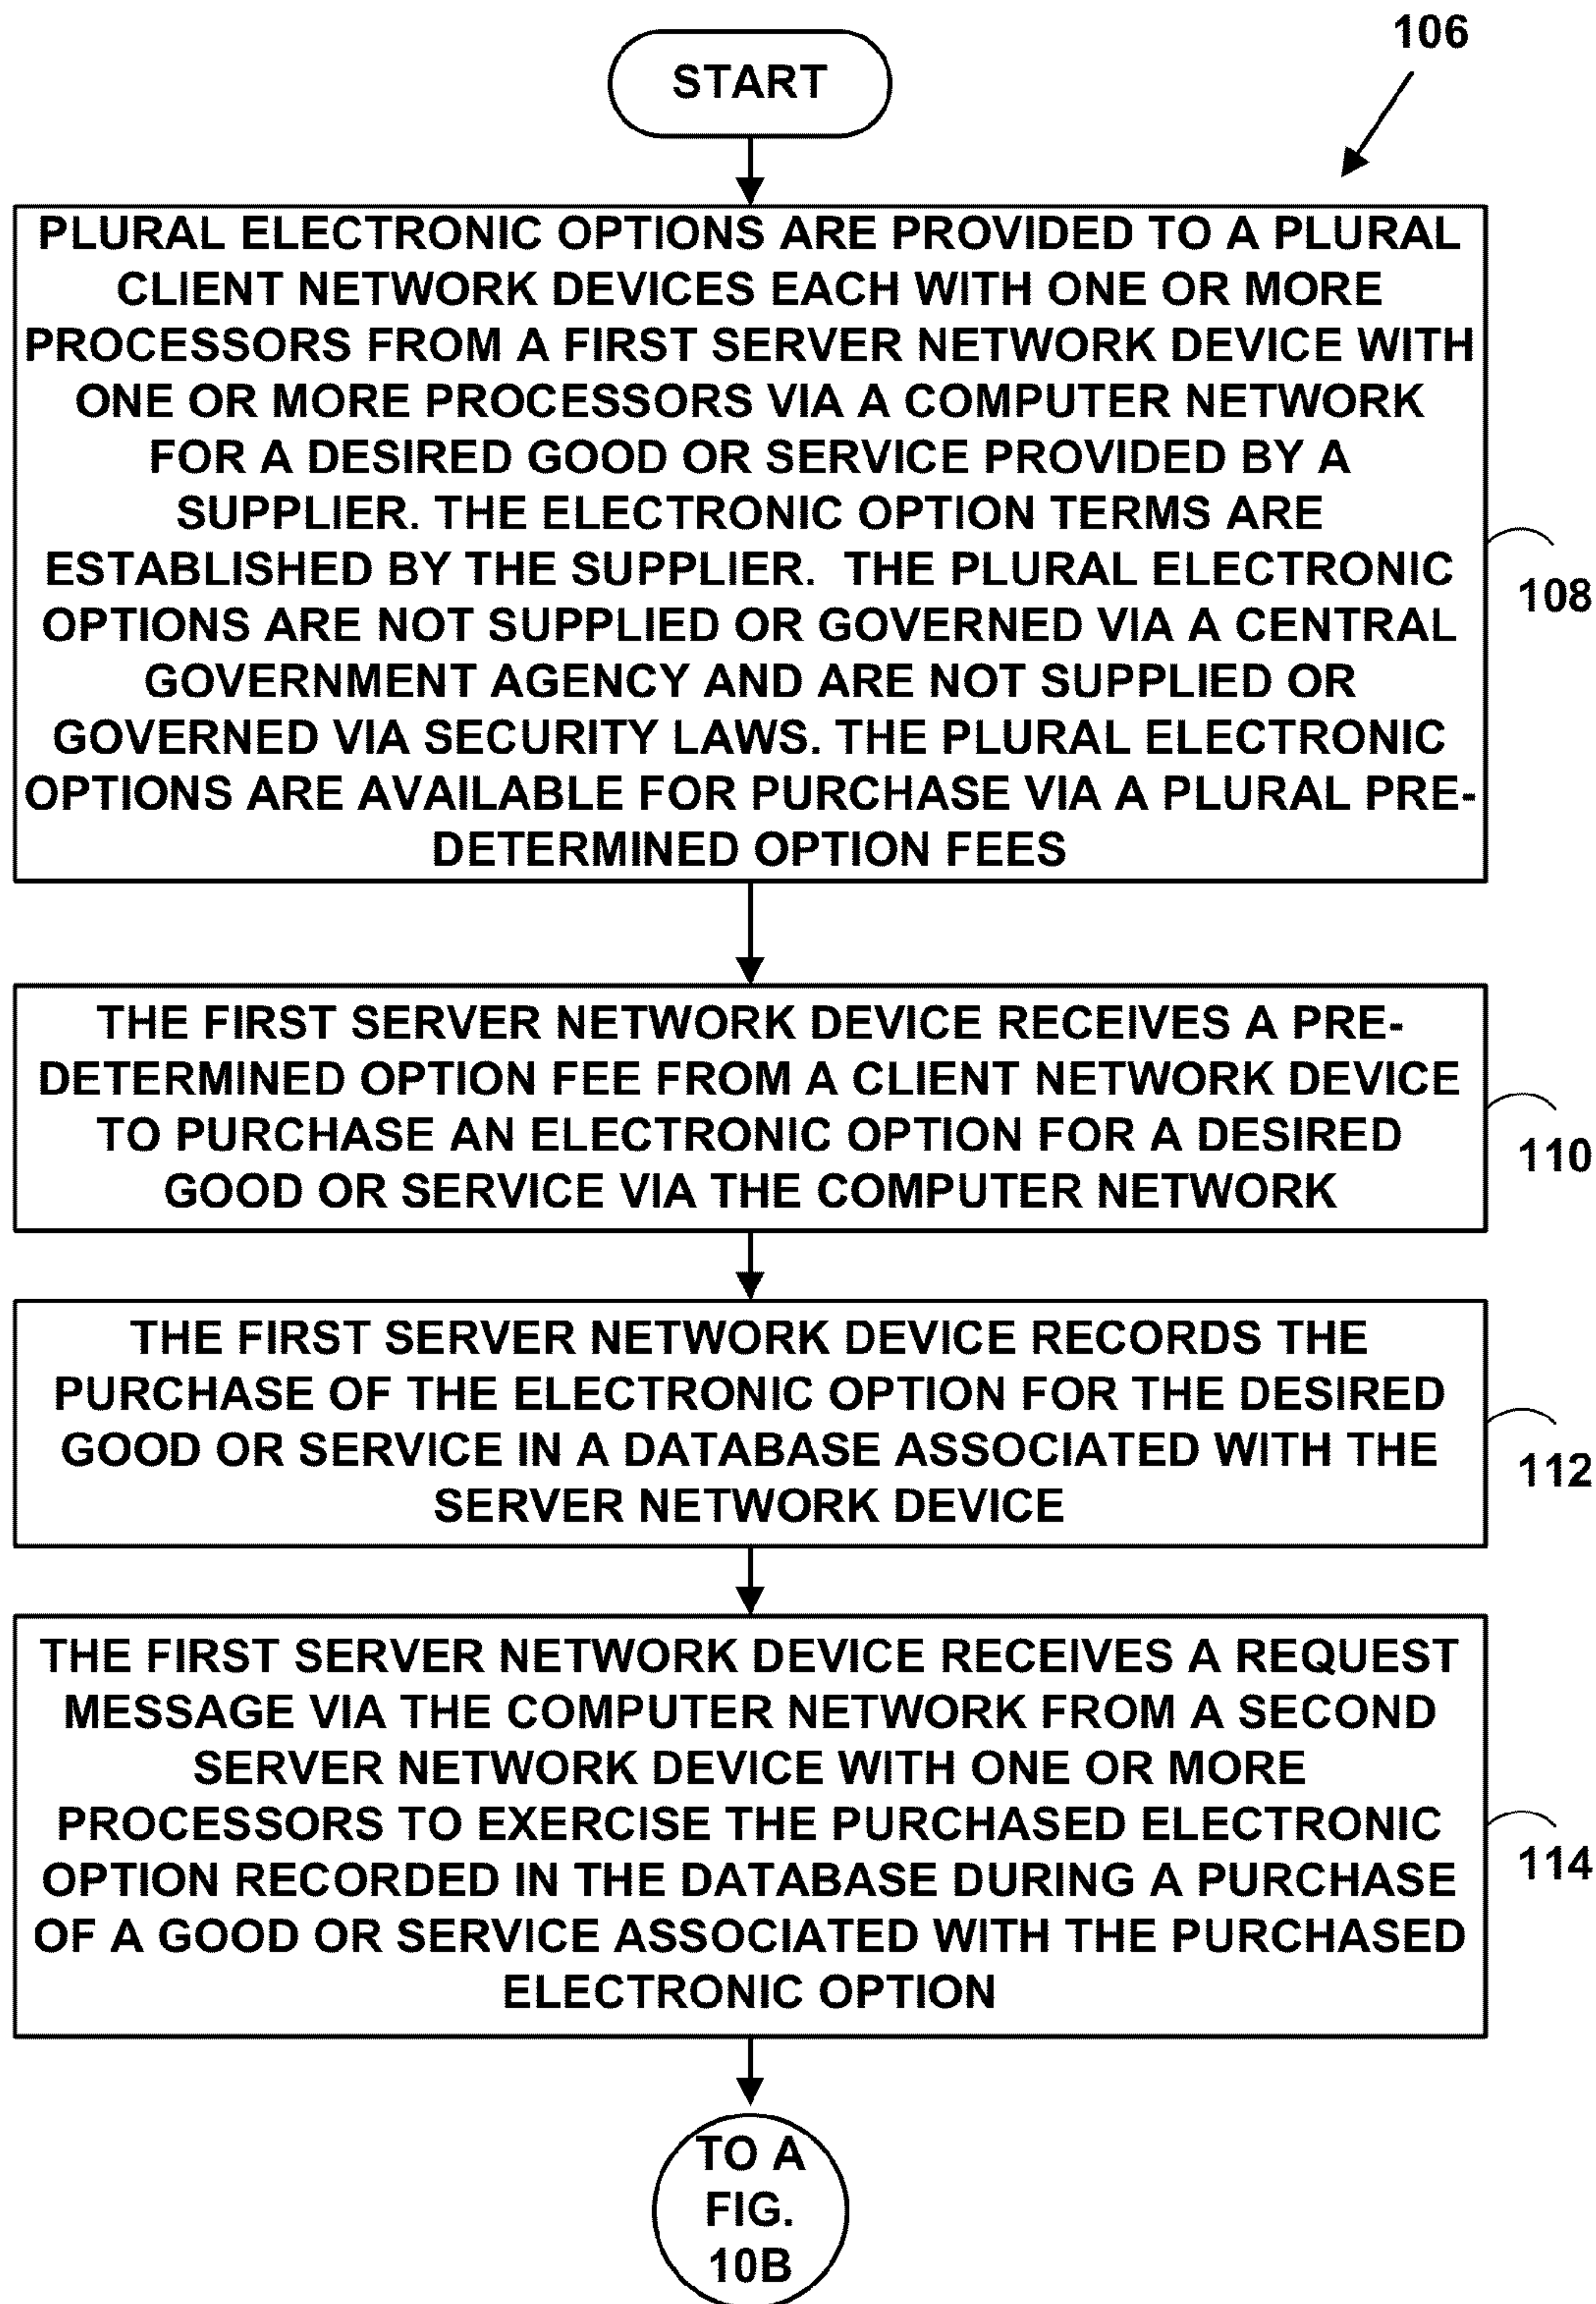 106
START
PLURAL ELECTRONIC OPTIONS ARE PROVIDED TO A PLURAL
CLIENT NETWORK DEVICES EACH WITH ONE OR MORE
PROCESSORS FROM A FIRST SERVER NETWORK DEVICE WITH
ONE OR MORE PROCESSORS VIA A COMPUTER NETWORK
FOR A DESIRED GOOD OR SERVICE PROVIDED BY A
SUPPLIER. THE ELECTRONIC OPTION TERMS ARE
ESTABLISHED BY THE SUPPLIER.  THE PLURAL ELECTRONIC
OPTIONS ARE NOT SUPPLIED OR GOVERNED VIA A CENTRAL
GOVERNMENT AGENCY AND ARE NOT SUPPLIED OR
GOVERNED VIA SECURITY LAWS. THE PLURAL ELECTRONIC
OPTIONS ARE AVAILABLE FOR PURCHASE VIA A PLURAL PRE-
DETERMINED OPTION FEES
108
THE FIRST SERVER NETWORK DEVICE RECEIVES A PRE-
DETERMINED OPTION FEE FROM A CLIENT NETWORK DEVICE
TO PURCHASE AN ELECTRONIC OPTION FOR A DESIRED
GOOD OR SERVICE VIA THE COMPUTER NETWORK
110
THE FIRST SERVER NETWORK DEVICE RECORDS THE
PURCHASE OF THE ELECTRONIC OPTION FOR THE DESIRED
GOOD OR SERVICE IN A DATABASE ASSOCIATED WITH THE
SERVER NETWORK DEVICE
112
THE FIRST SERVER NETWORK DEVICE RECEIVES A REQUEST
MESSAGE VIA THE COMPUTER NETWORK FROM A SECOND
SERVER NETWORK DEVICE WITH ONE OR MORE
PROCESSORS TO EXERCISE THE PURCHASED ELECTRONIC
OPTION RECORDED IN THE DATABASE DURING A PURCHASE
OF A GOOD OR SERVICE ASSOCIATED WITH THE PURCHASED
ELECTRONIC OPTION
114
TO A
FIG.
10B